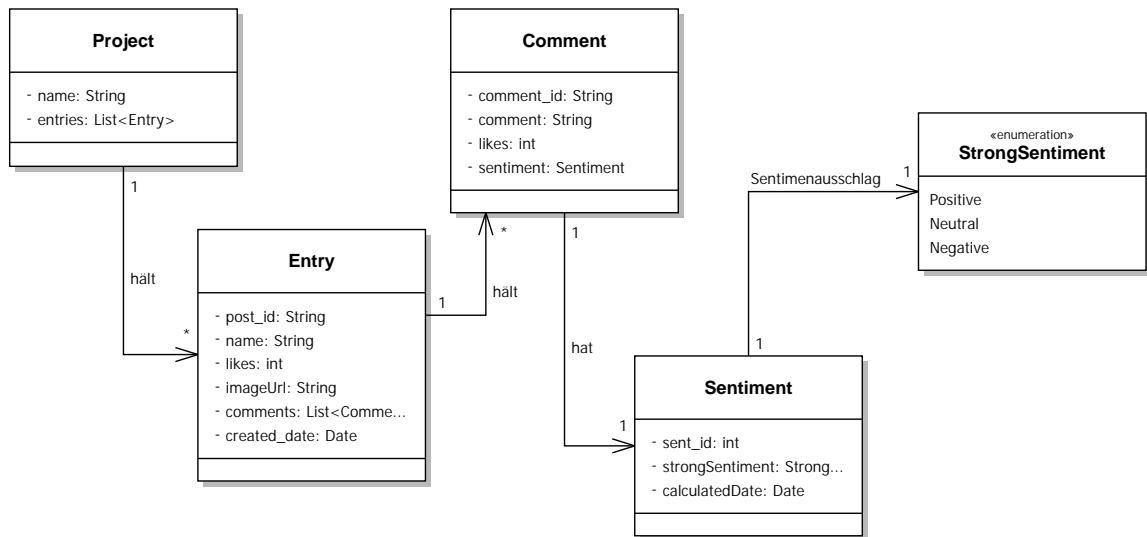 Project
- name: String
- entries: List<Entry>
1
hält
*
Entry
- post_id: String
- name: String
- likes: int
- imageUrl: String
- comments: List<Comme...
- created_date: Date
1
hält
*
Comment
- comment_id: String
- comment: String
- likes: int
- sentiment: Sentiment
1
hat
1
Sentiment
- sent_id: int
- strongSentiment: Strong...
- calculatedDate: Date
1
Sentimenausschlag
1
«enumeration»
StrongSentiment
Positive
Neutral
Negative